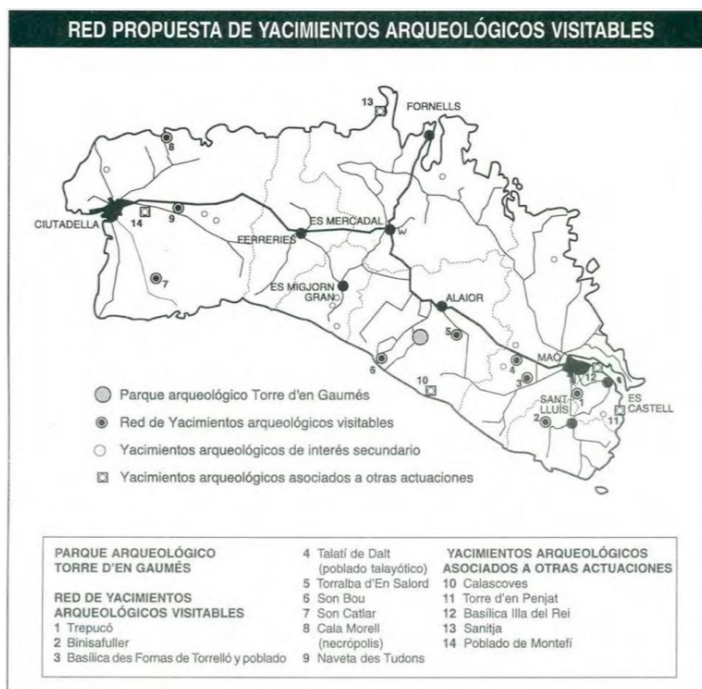 RED PROPUESTA DE YACIMIENTOS ARQUEOLÓGICOS VISITABLES
13
FORNELLS
8
CIUTADELLA
14
9
ES MERCADAL
FERRERIES
7
ES MIGJORN
GRAN
ALAIOR
5
6
10
4
3
MAO
12
1
SANT
LLUÍS
2
ES
CASTELL
11
Parque arqueológico Torre d'en Gaumés
Red de Yacimientos arqueológicos visitables
Yacimientos arqueológicos de interés secundario
Yacimientos arqueológicos asociados a otras actuaciones
PARQUE ARQUEOLÓGICO
TORRE D'EN GAUMÉS
RED DE YACIMIENTOS
ARQUEOLÓGICOS VISITABLES
1 Trepucó
2 Binisafuller
3 Basílica des Fornas de Torrelló y poblado
4 Talatí de Dalt
(poblado talayótico)
5 Torralba d'En Salord
6 Son Bou
7 Son Catlar
8 Cala Morell
(necrópolis)
9 Naveta des Tudons
YACIMIENTOS ARQUEOLÓGICOS
ASOCIADOS A OTRAS ACTUACIONES
10 Calascoves
11 Torre d'en Penjat
12 Basílica Illa del Rei
13 Sanitja
14 Poblado de Montefí